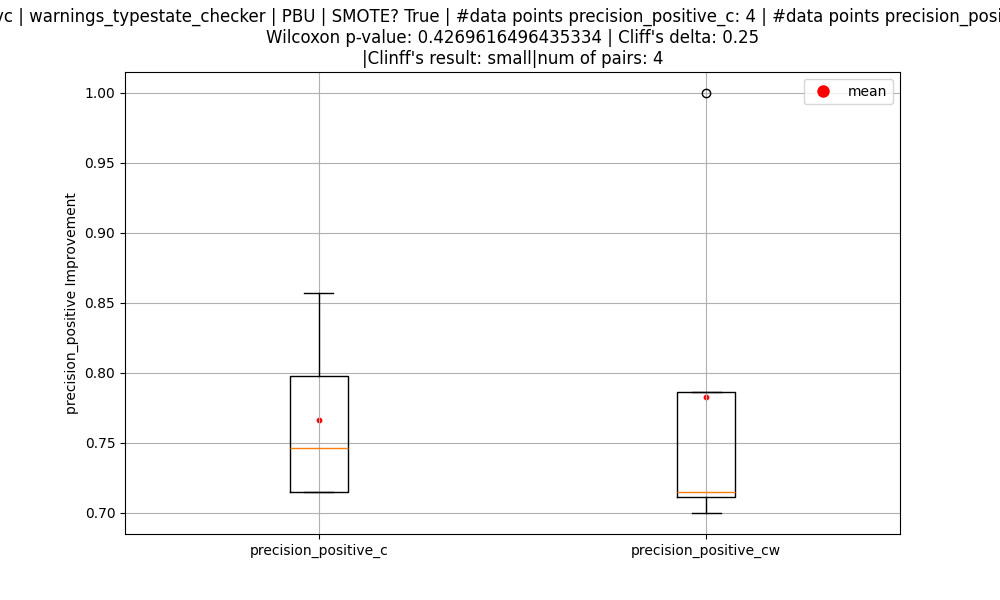 | warnings_typestate_checker | PBU | SMOTE? True | #data points precision_positive_c: 4 | #data points
Wilcoxon p-value: 0.4269616496435334 | Cliff's delta: 0.25
|Clinff's result: small|num of pairs: 4
mean
1.00
0.95
0.90
0.85
0.80
0.75
0.70
precision_positive Improvement
precision_positive_c
precision_positive_cw